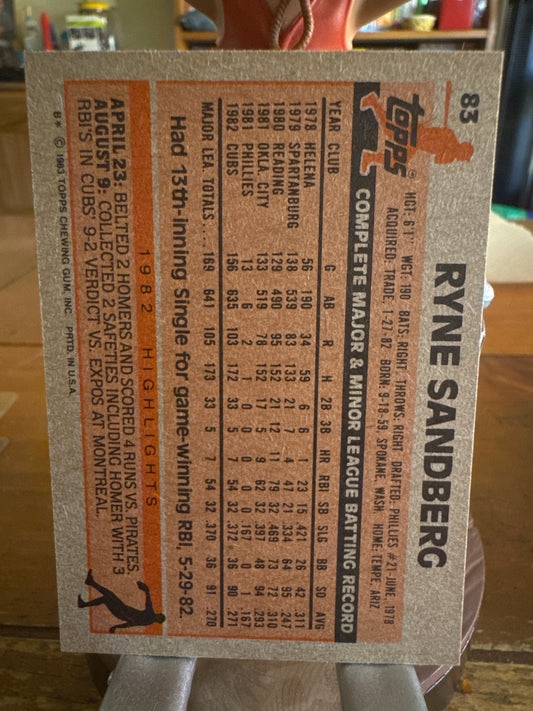 83
topps®
RYNE SANDBERG
HGT: 6'1" WGT: 190 BATS: RIGHT THROWS: RIGHT DRAFTED: PHILLIES #21-JUNE, 1978
ACQUIRED: TRADE, 1-27-82 BORN: 9-18-59 SPOKANE, WASH. HOME: TEMPE, ARIZ.
COMPLETE MAJOR & MINOR LEAGUE BATTING RECORD
YEAR CLUB G AB R H 2B 3B HR RBI SB SLG BB SO AVG
1978 HELENA 56 190 34 59 6 6 1 23 15 .421 26 42 .311
1979 SPARTANBURG 138 539 83 133 21 7 4 47 21 .334 64 95 .247
1980 READING 129 490 95 152 21 12 11 79 32 .469 73 72 .310
1981 OKLA. CITY 133 519 78 152 17 5 9 62 32 .397 48 94 .293
1981 PHILLIES 13 6 2 1 0 0 0 0 0 .167 0 1 .167
1982 CUBS 156 635 103 172 33 5 7 54 32 .372 36 90 .271
MAJOR LEA. TOTALS . . . 169 641 105 173 33 5 7 54 32 .370 36 91 .270
Had 13th-inning Single for game-winning RBI, 5-29-82.
1982 HIGHLIGHTS
APRIL 23: BELTED 2 HOMERS AND SCORED 4 RUNS VS. PIRATES
AUGUST 9: COLLECTED 2 SAFETIES INCLUDING HOMER WITH 3
RBI'S IN CUBS' 9-2 VERDICT VS. EXPOS AT MONTREAL.
B* © 1983 TOPPS CHEWING GUM, INC. PRTD. IN U.S.A.